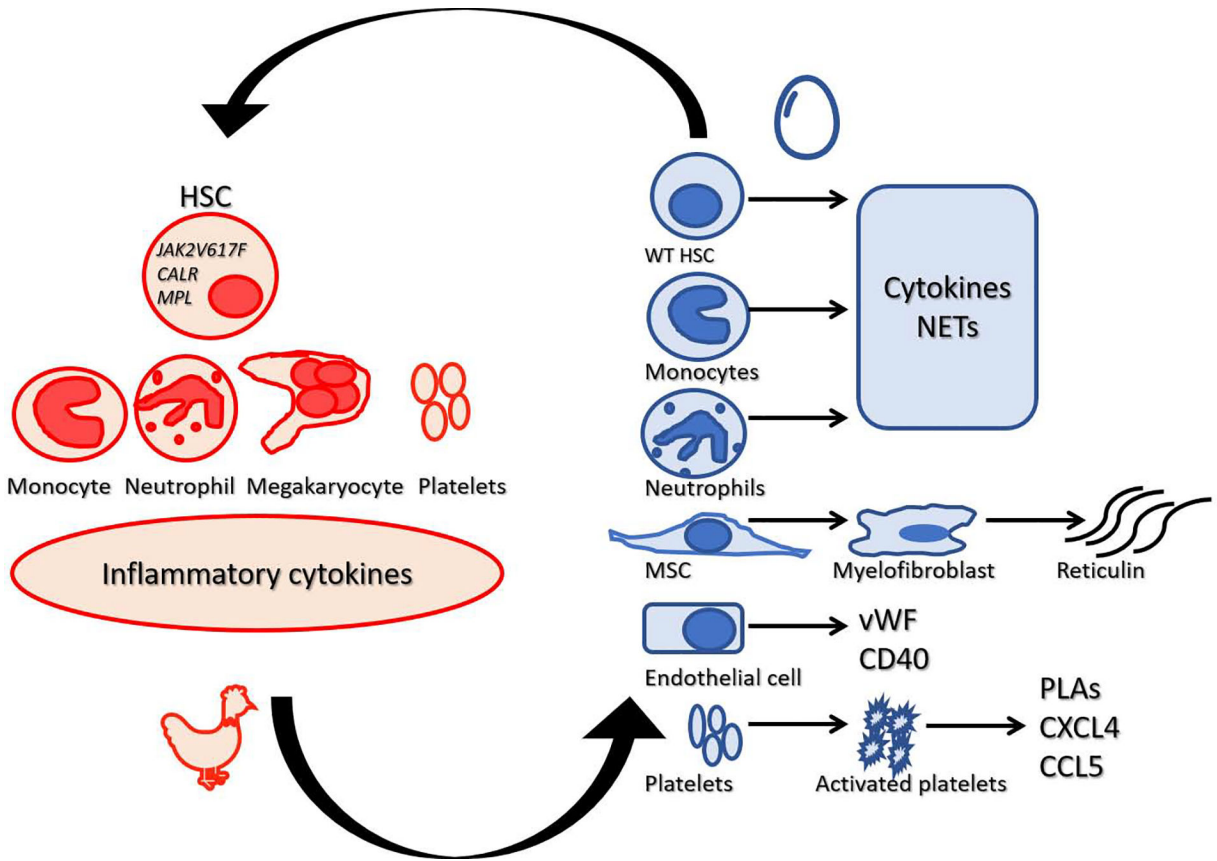 HSC
JAK2V617F
CALR
MPL
Monocyte Neutrophil Megakaryocyte Platelets
Inflammatory cytokines
WT HSC
Monocytes
Neutrophils
Cytokines
NETs
MSC
Myelofibroblast
Reticulin
Endothelial cell
vWF
CD40
Platelets
Activated platelets
PLAs
CXCL4
CCL5